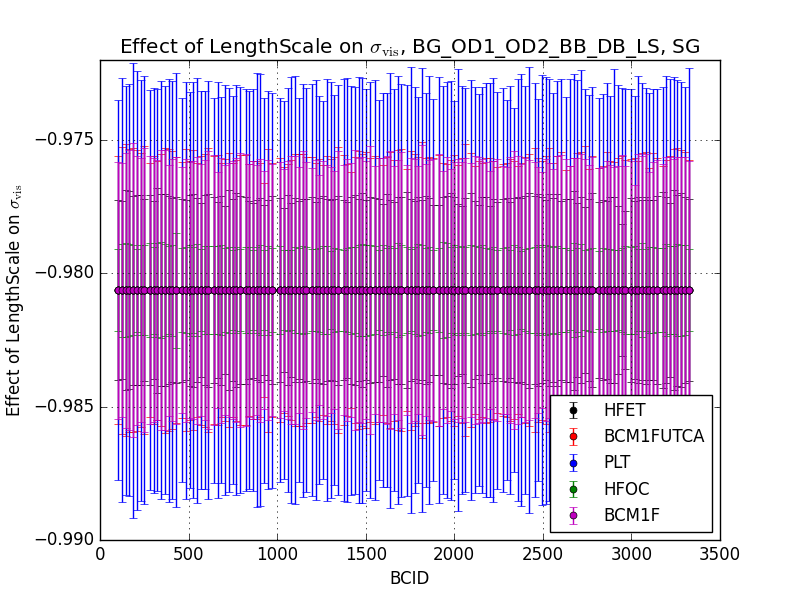 Effect of LengthScale on σvis, BG_OD1_OD2_BB_DB_LS, SG
Effect of LengthScale on σvis
−0.975
−0.980
−0.985
−0.990
HFET
BCM1FUTCA
PLT
HFOC
BCM1F
0 500 1000 1500 2000 2500 3000 3500
BCID